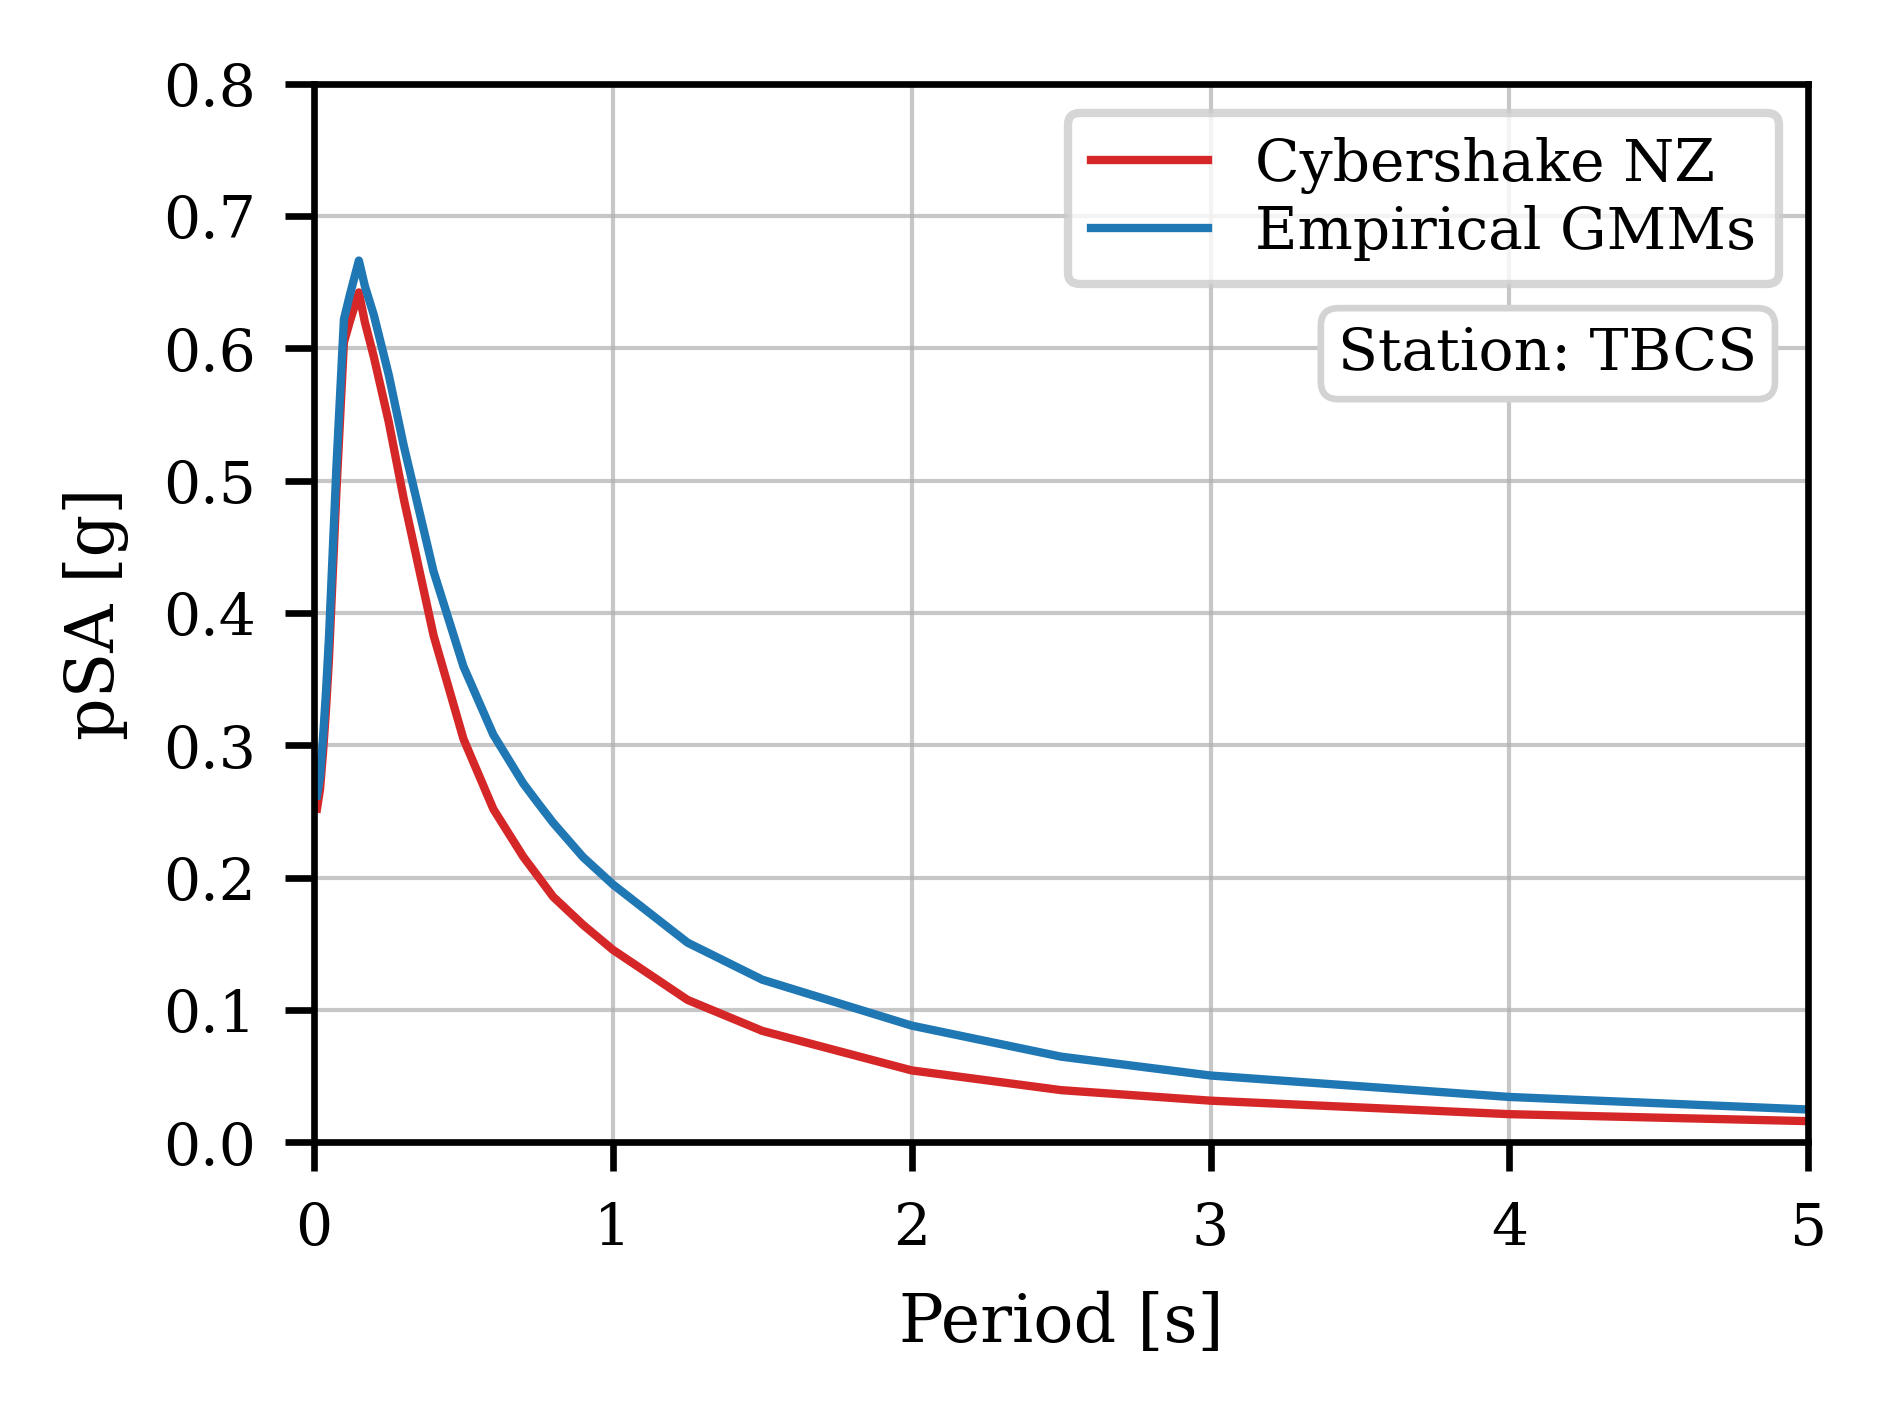 0.8
0.7
0.6
0.5
0.4
0.3
0.2
0.1
0.0
pSA [g]
Cybershake NZ
Empirical GMMs
Station: TBCS
0 1 2 3 4 5
Period [s]